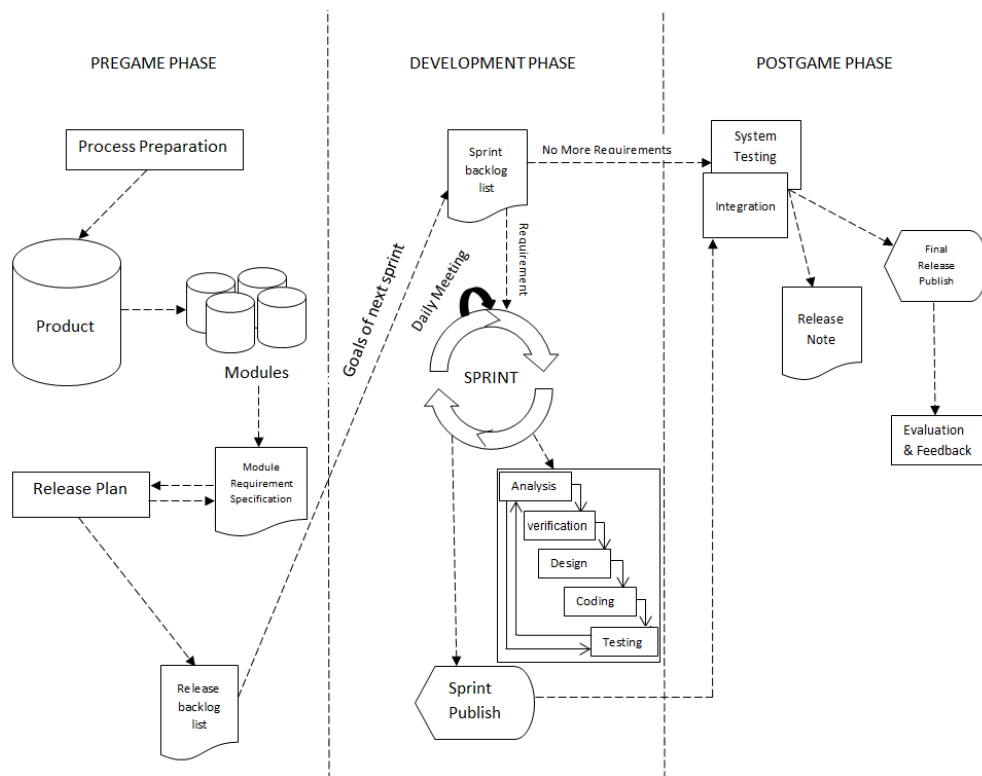 PREGAME PHASE
DEVELOPMENT PHASE
POSTGAME PHASE
Process Preparation
Product
Modules
Module
Requirement
Specification
Release Plan
Release
backlog
list
Goals of next sprint
Sprint
backlog
list
No More Requirements
Requirement
Daily Meeting
SPRINT
Analysis
verification
Design
Coding
Testing
Sprint
Publish
System
Testing
Integration
Final
Release
Publish
Release
Note
Evaluation
& Feedback